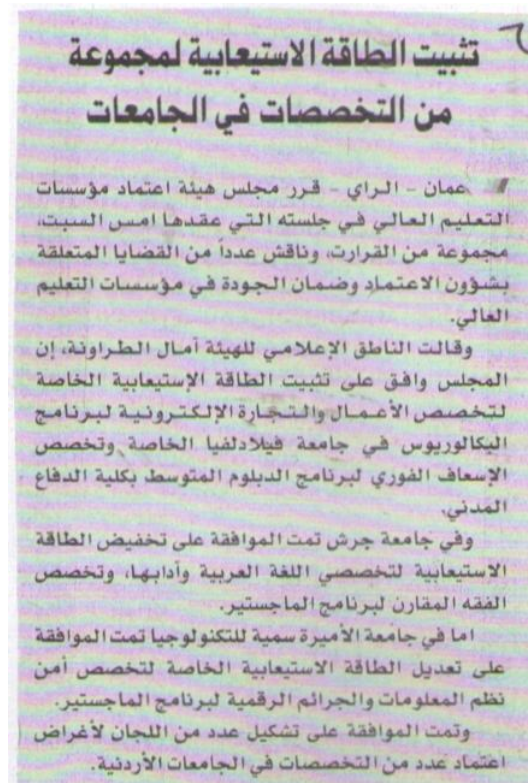 تثبيت الطاقة الاستيعابية لمجموعة
من التخصصات في الجامعات
عمان - الراي - قرر مجلس هيئة اعتماد مؤسسات
التعليم العالي في جلسته التي عقدها امس السبت،
مجموعة من القرارت، وناقش عدداً من القضايا المتعلقة
بشؤون الاعتماد وضمان الجودة في مؤسسات التعليم
العالي.
وقالت الناطق الإعلامي للهيئة أمال الطراونة، إن
المجلس وافق على تثبيت الطاقة الإستيعابية الخاصة
لتخصص الأعمال والتجارة الإلكترونية لبرنامج
البكالوريوس في جامعة فيلادلفيا الخاصة وتخصص
الإسعاف الفوري لبرنامج الدبلوم المتوسط بكلية الدفاع
المدني.
وفي جامعة جرش تمت الموافقة على تخفيض الطاقة
الاستيعابية لتخصصي اللغة العربية وأدابها، وتخصص
الفقه المقارن لبرنامج الماجستير.
اما في جامعة الأميرة سمية للتكنولوجيا تمت الموافقة
على تعديل الطاقة الاستيعابية الخاصة لتخصص أمن
نظم المعلومات والجرائم الرقمية لبرنامج الماجستير.
وتمت الموافقة على تشكيل عدد من اللجان لأغراض
اعتماد عدد من التخصصات في الجامعات الأردنية.